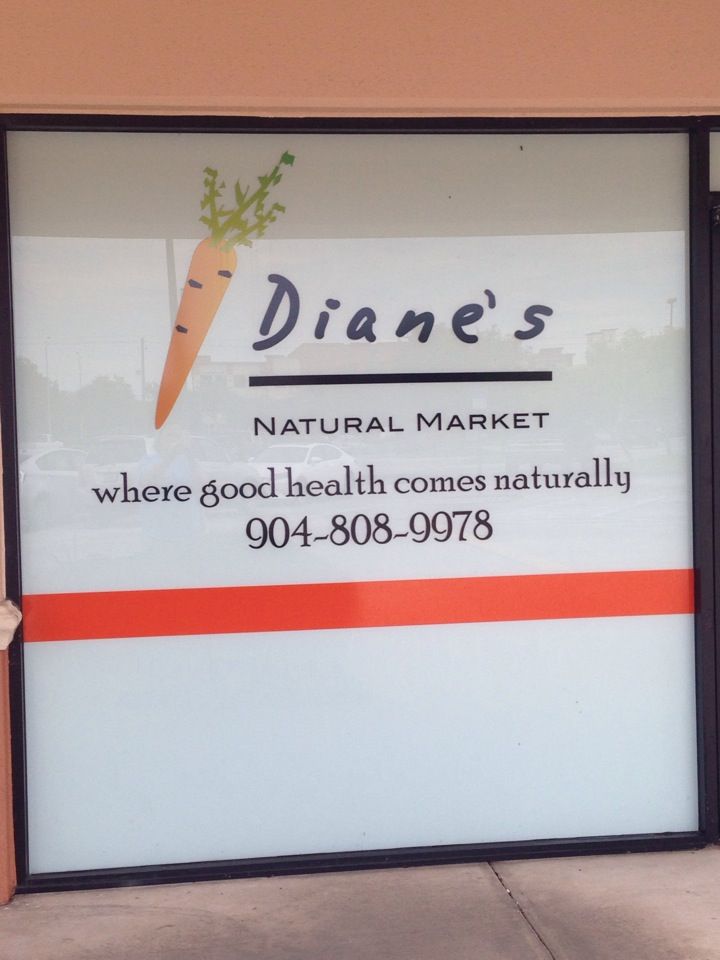 Diane's
NATURAL MARKET
where good health comes naturally
904-808-9978